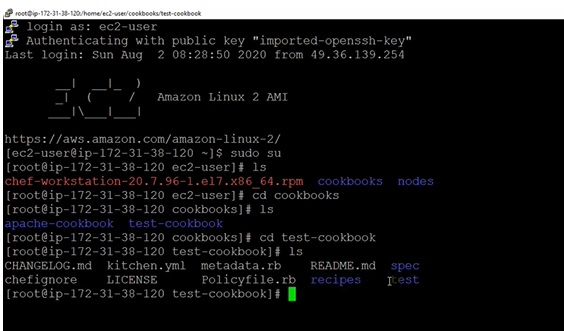 root@ip-172-31-38-120:/home/ec2-user/cookbooks/test-cookbook
login as: ec2-user
Authenticating with public key "imported-openssh-key"
Last login: Sun Aug  2 08:28:50 2020 from 49.36.139.254
       __|  __|_  )
       _|  (     /   Amazon Linux 2 AMI
      ___|\___|___|
https://aws.amazon.com/amazon-linux-2/
[ec2-user@ip-172-31-38-120 ~]$ sudo su
[root@ip-172-31-38-120 ec2-user]# ls
chef-workstation-20.7.96-1.el7.x86_64.rpm  cookbooks  nodes
[root@ip-172-31-38-120 ec2-user]# cd cookbooks
[root@ip-172-31-38-120 cookbooks]# ls
apache-cookbook  test-cookbook
[root@ip-172-31-38-120 cookbooks]# cd test-cookbook
[root@ip-172-31-38-120 test-cookbook]# ls
CHANGELOG.md  kitchen.yml  metadata.rb    README.md  spec
chefignore    LICENSE      Policyfile.rb  recipes    test
[root@ip-172-31-38-120 test-cookbook]#